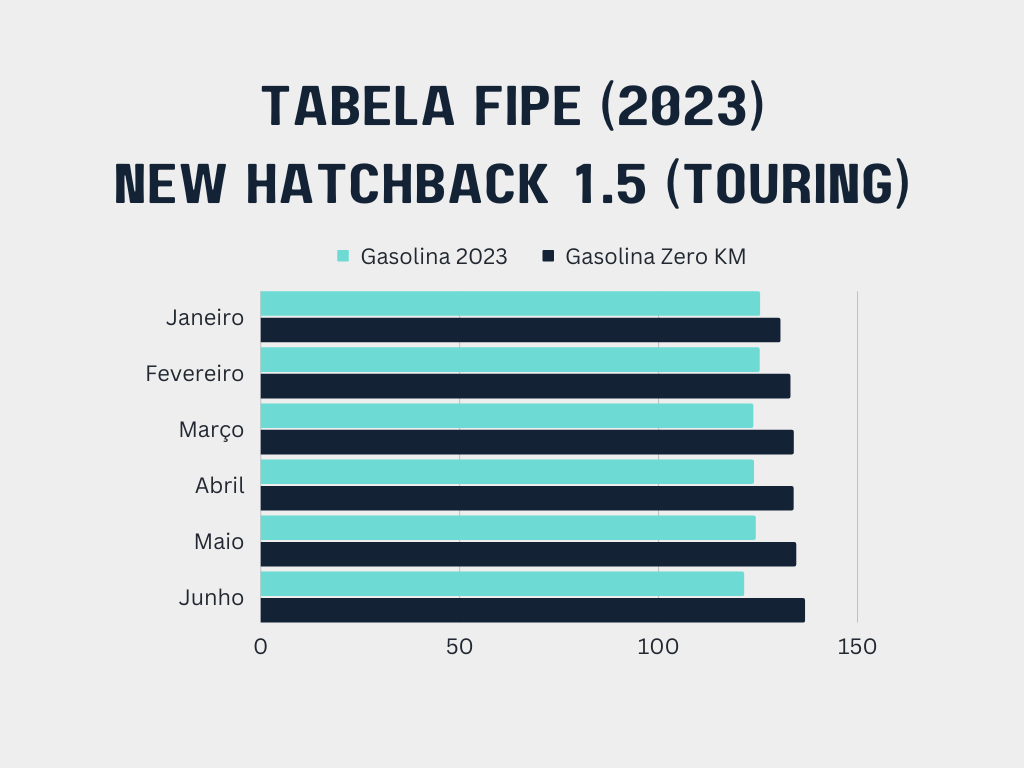 TABELA FIPE (2023)
NEW HATCHBACK 1.5 (TOURING)
Gasolina 2023 Gasolina Zero KM
Janeiro
Fevereiro
Março
Abril
Maio
Junho
0 50 100 150